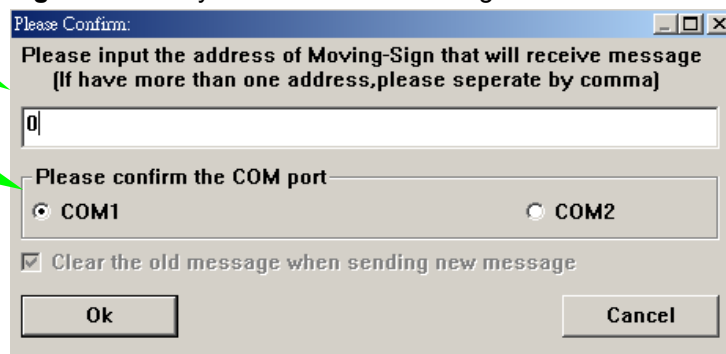 Please Confirm:
Please input the address of Moving-Sign that will receive message
(If have more than one address,please seperate by comma)
0
Please confirm the COM port
COM1
COM2
Clear the old message when sending new message
Ok
Cancel